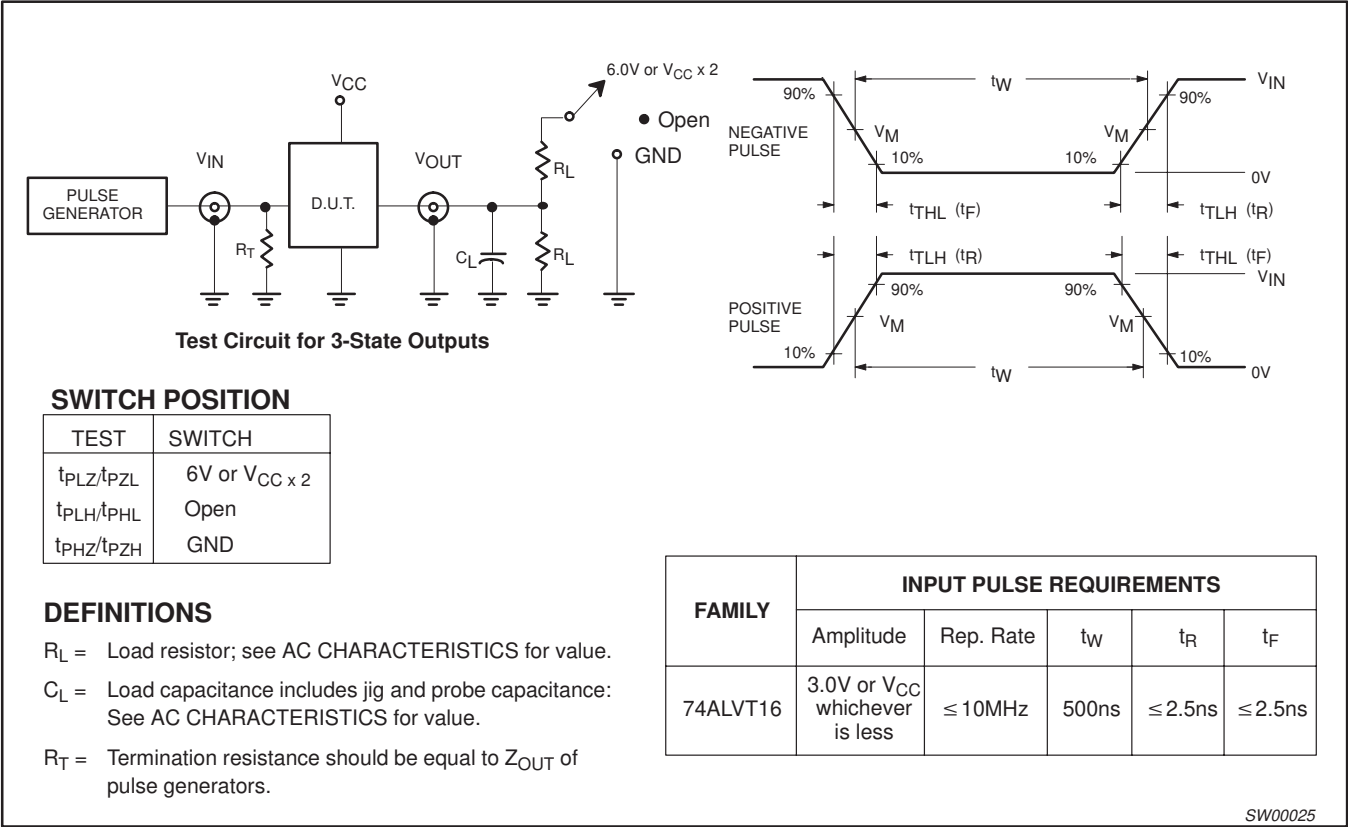 6.0V or VCC x 2
VCC
Open
GND
VIN
VOUT
RL
PULSE
GENERATOR
D.U.T.
RT
CL
RL
Test Circuit for 3-State Outputs
tW
VIN
90%
90%
NEGATIVE
PULSE
VM
VM
10%
10%
0V
tTHL (tF)
tTLH (tR)
tTLH (tR)
tTHL (tF)
VIN
90%
90%
POSITIVE
PULSE
VM
VM
10%
10%
tW
0V
SWITCH POSITION
TEST SWITCH
tPLZ/tPZL 6V or VCC x 2
tPLH/tPHL Open
tPHZ/tPZH GND
DEFINITIONS
RL = Load resistor; see AC CHARACTERISTICS for value.
CL = Load capacitance includes jig and probe capacitance:
See AC CHARACTERISTICS for value.
RT = Termination resistance should be equal to ZOUT of
pulse generators.
FAMILY
INPUT PULSE REQUIREMENTS
Amplitude Rep. Rate tW tR tF
74ALVT16
3.0V or VCC
whichever
is less
≤10MHz 500ns ≤2.5ns ≤2.5ns
SW00025